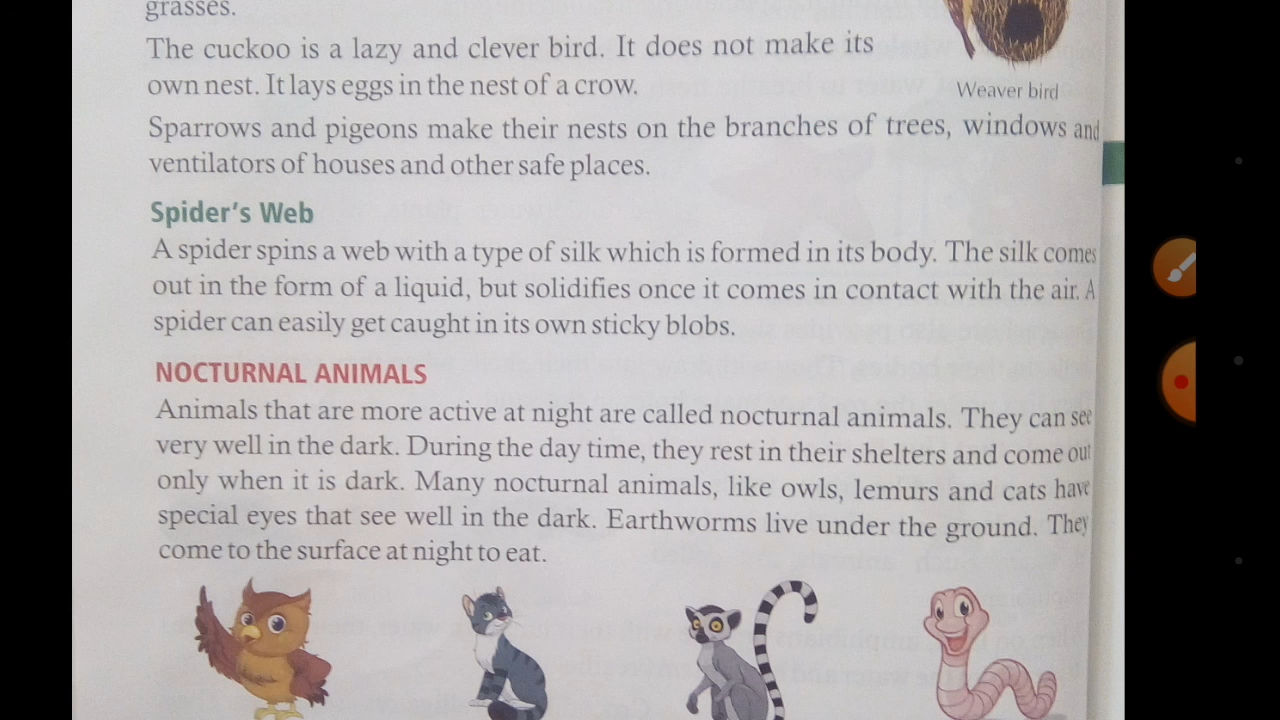 grasses.
The cuckoo is a lazy and clever bird. It does not make its
own nest. It lays eggs in the nest of a crow.
Weaver bird
Sparrows and pigeons make their nests on the branches of trees, windows and
ventilators of houses and other safe places.
Spider's Web
A spider spins a web with a type of silk which is formed in its body. The silk comes
out in the form of a liquid, but solidifies once it comes in contact with the air. A
spider can easily get caught in its own sticky blobs.
NOCTURNAL ANIMALS
Animals that are more active at night are called nocturnal animals. They can see
very well in the dark. During the day time, they rest in their shelters and come out
only when it is dark. Many nocturnal animals, like owls, lemurs and cats have
special eyes that see well in the dark. Earthworms live under the ground. They
come to the surface at night to eat.